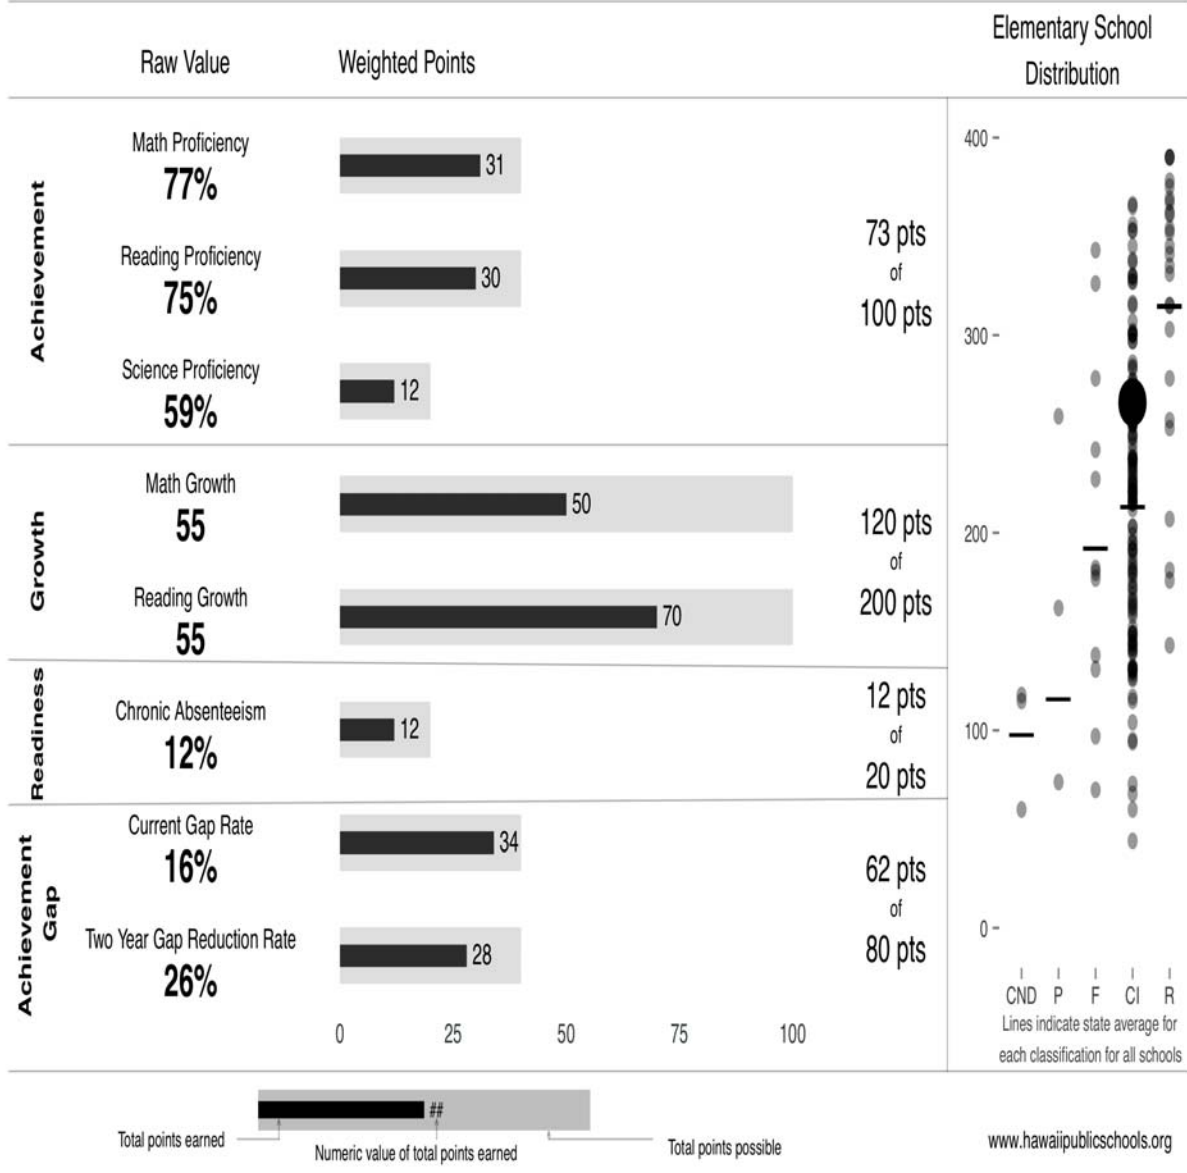 Raw Value
Weighted Points
Elementary School
Distribution
Achievement
Math Proficiency
77%
31
Reading Proficiency
75%
30
Science Proficiency
59%
12
73 pts
of
100 pts
Growth
Math Growth
55
50
Reading Growth
55
70
120 pts
of
200 pts
Readiness
Chronic Absenteeism
12%
12
12 pts
of
20 pts
Achievement
Gap
Current Gap Rate
16%
34
Two Year Gap Reduction Rate
26%
28
62 pts
of
80 pts
0 25 50 75 100
400
300
200
100
0
CND P F CI R
Lines indicate state average for
each classification for all schools
##
Total points earned
Numeric value of total points earned
Total points possible
www.hawaiipublicschools.org